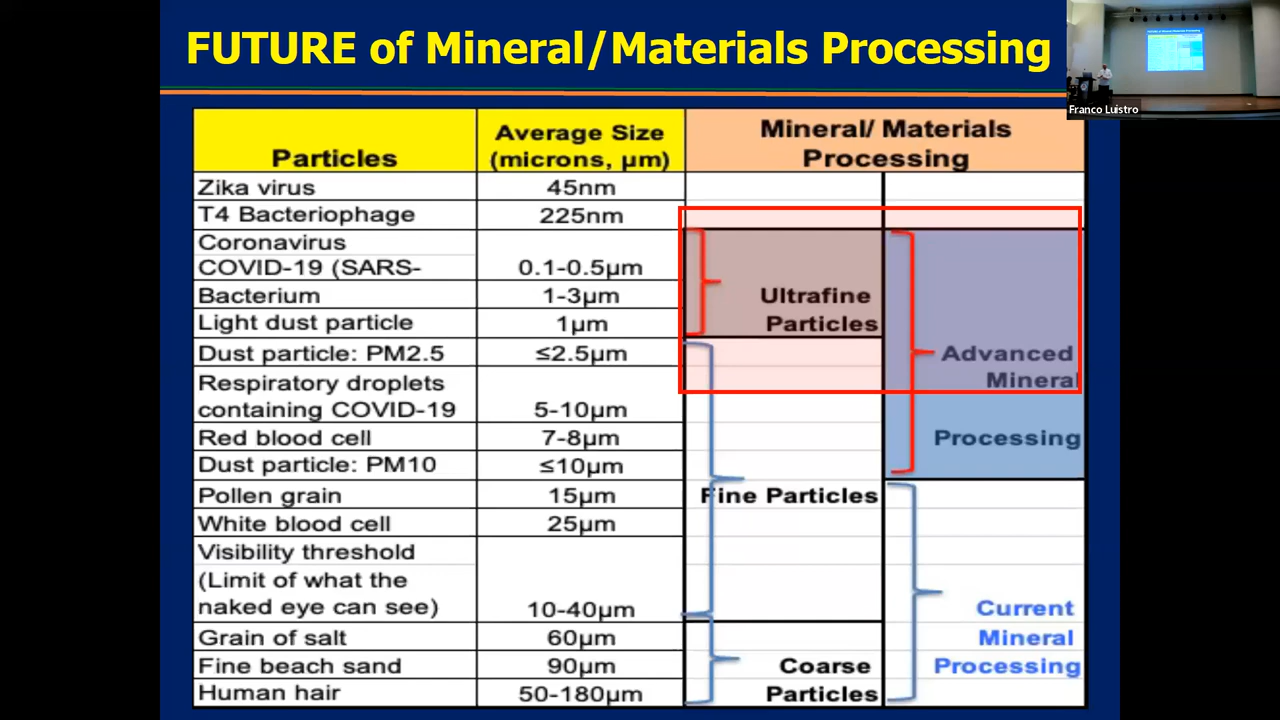 FUTURE of Mineral/Materials Processing
Franco Luistro
Particles
Average Size
(microns, µm)
Mineral/ Materials
Processing
Zika virus
45nm
T4 Bacteriophage
225nm
Coronavirus
COVID-19 (SARS-
0.1-0.5µm
Bacterium
1-3µm
Light dust particle
1µm
Dust particle: PM2.5
≤2.5µm
Respiratory droplets
containing COVID-19
5-10µm
Red blood cell
7-8µm
Dust particle: PM10
≤10µm
Pollen grain
15µm
White blood cell
25µm
Visibility threshold
(Limit of what the
naked eye can see)
10-40µm
Grain of salt
60µm
Fine beach sand
90µm
Human hair
50-180µm
Ultrafine
Particles
Fine Particles
Coarse
Particles
Advanced
Mineral
Processing
Current
Mineral
Processing